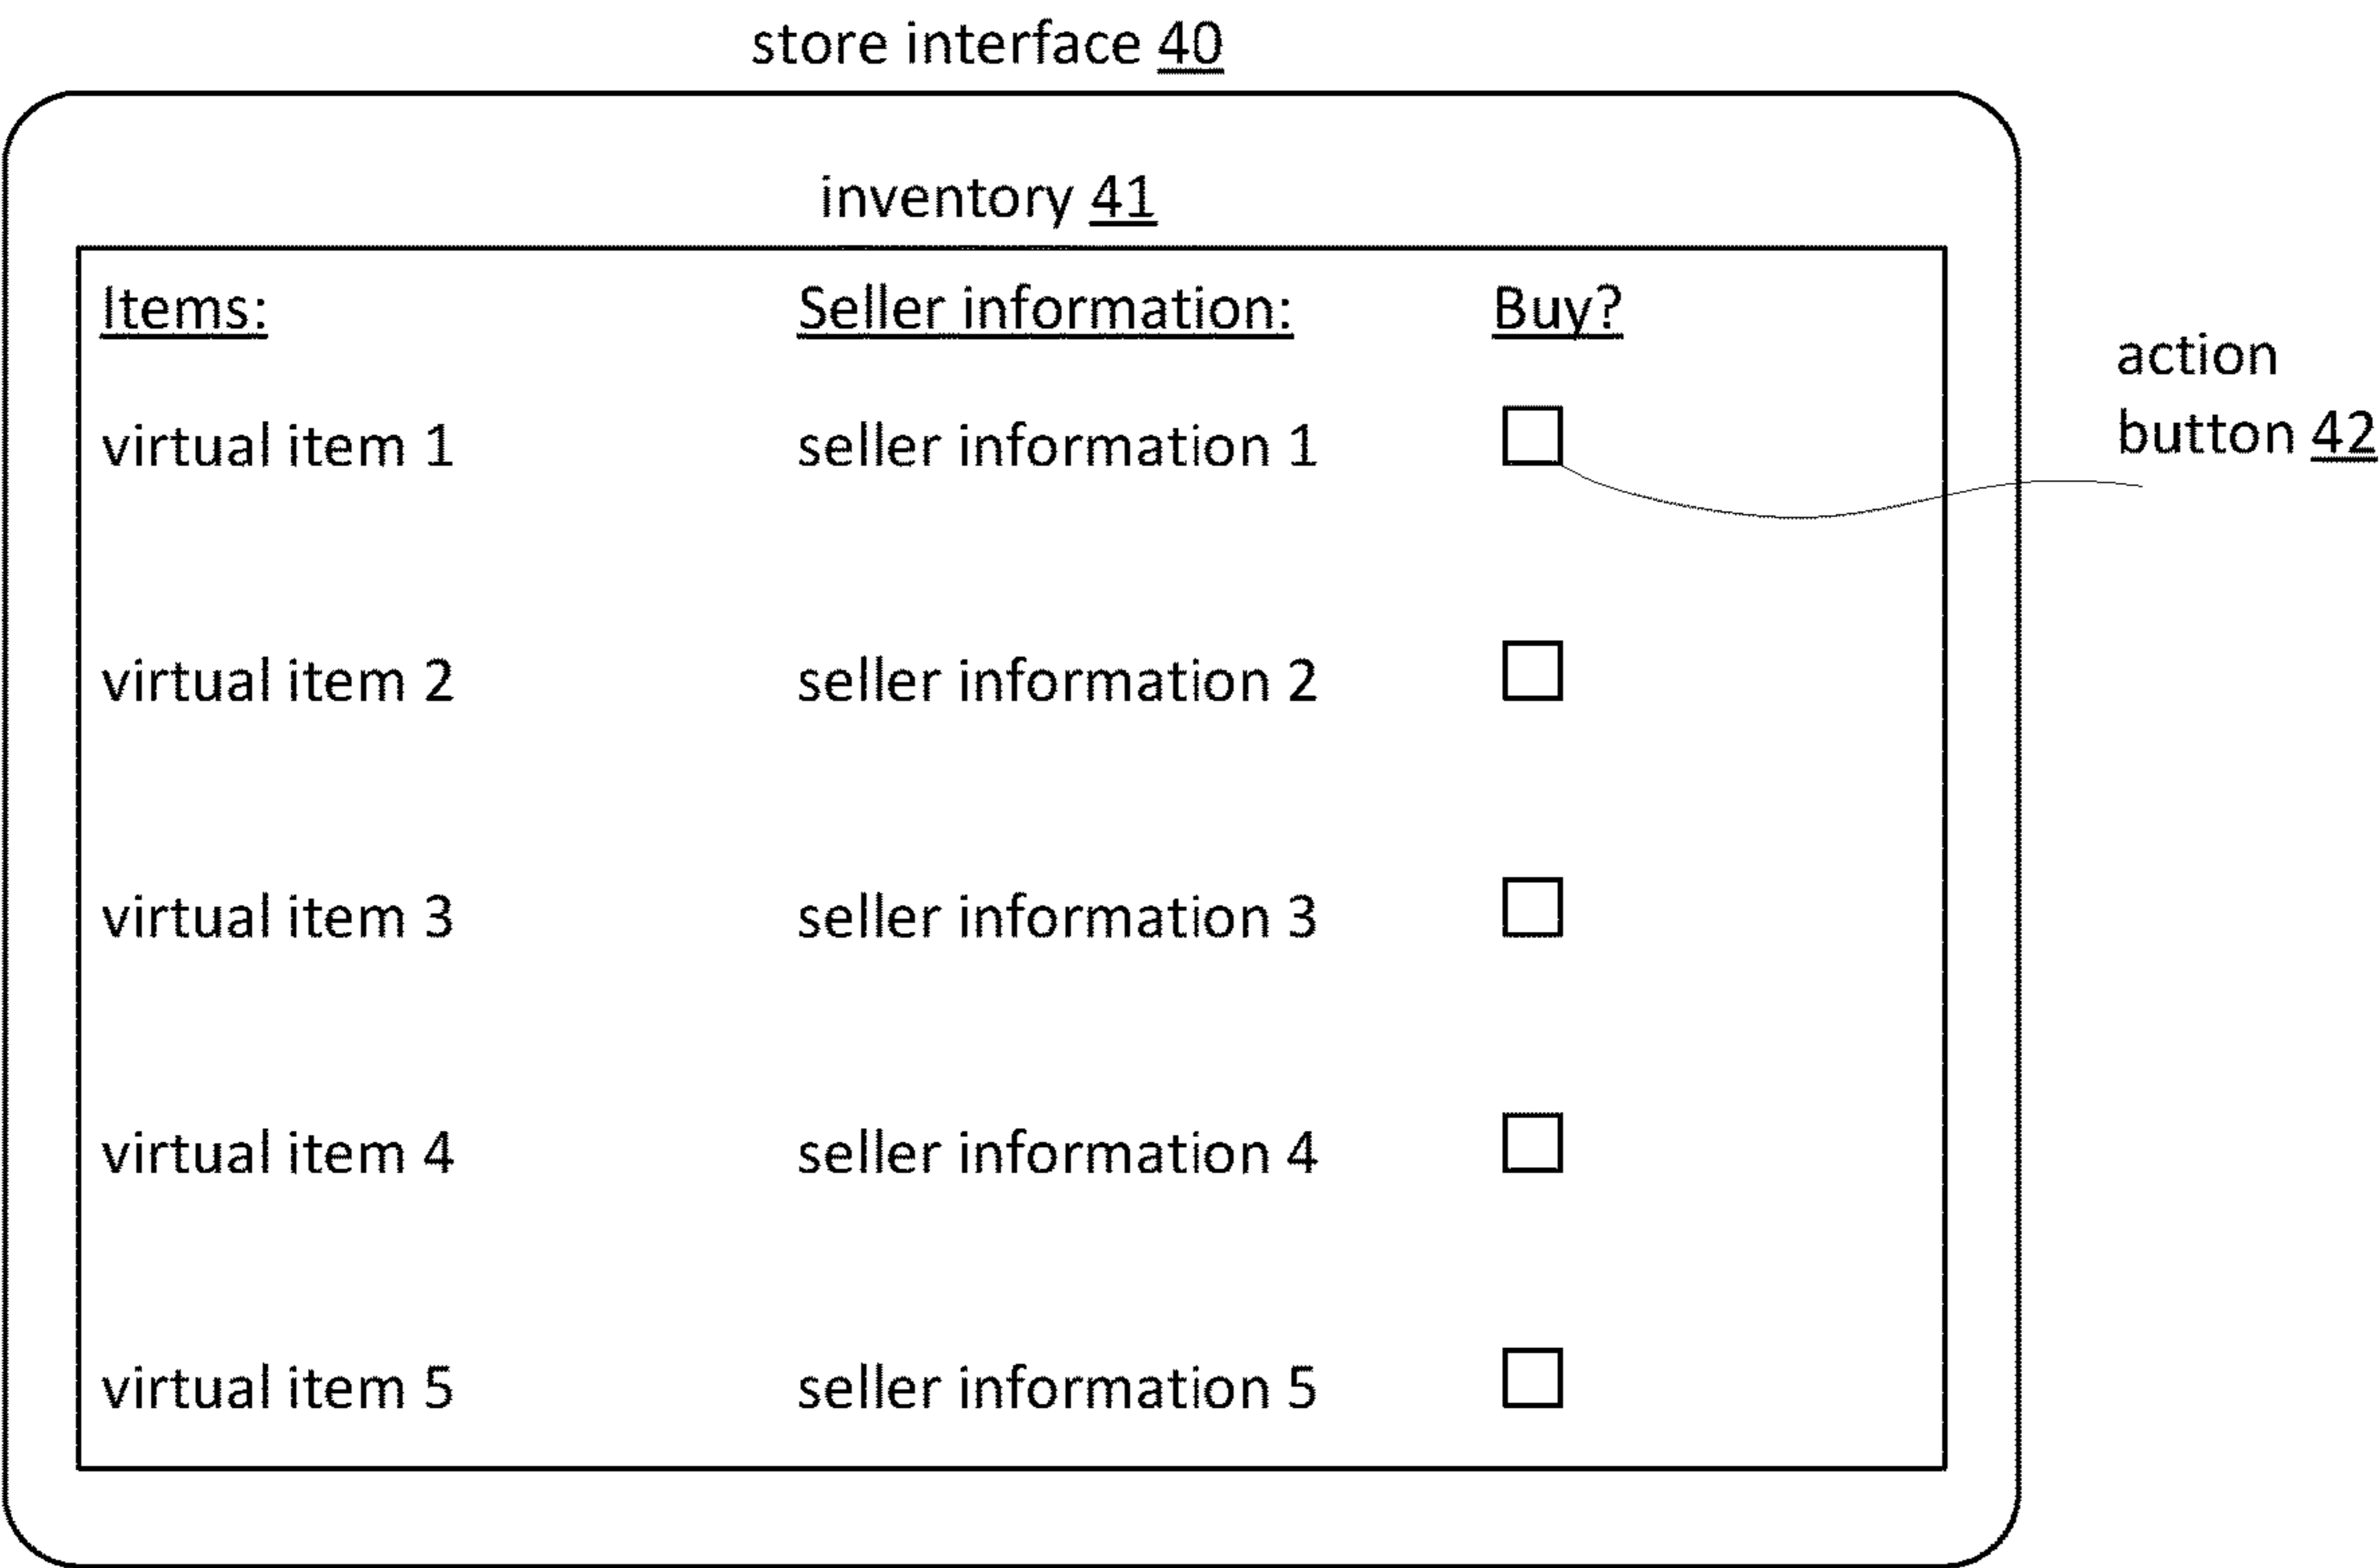 store interface 40
inventory 41
Items: Seller information: Buy?
action
button 42
virtual item 1 seller information 1
virtual item 2 seller information 2
virtual item 3 seller information 3
virtual item 4 seller information 4
virtual item 5 seller information 5